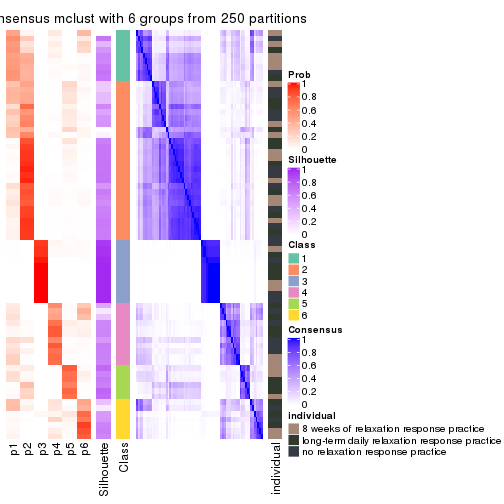 nsensus mclust with 6 groups from 250 partitions
Prob
1
0.8
0.6
0.4
0.2
0
Silhouette
1
0.8
0.6
0.4
0.2
0
Class
1
2
3
4
5
6
Consensus
1
0.8
0.6
0.4
0.2
0
individual
8 weeks of relaxation response practice
long-term daily relaxation response practice
no relaxation response practice
p1
p2
p3
p4
p5
p6
Silhouette
Class
individual